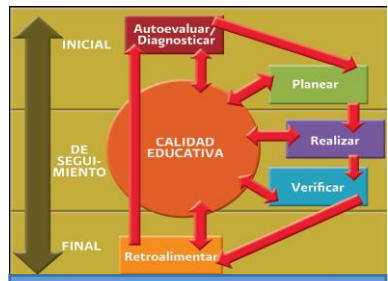 Autoevaluar/
Diagnosticar
INICIAL
Planear
CALIDAD
EDUCATIVA
DE
SEGUI-
MIENTO
Realizar
Verificar
FINAL
Retroalimentar